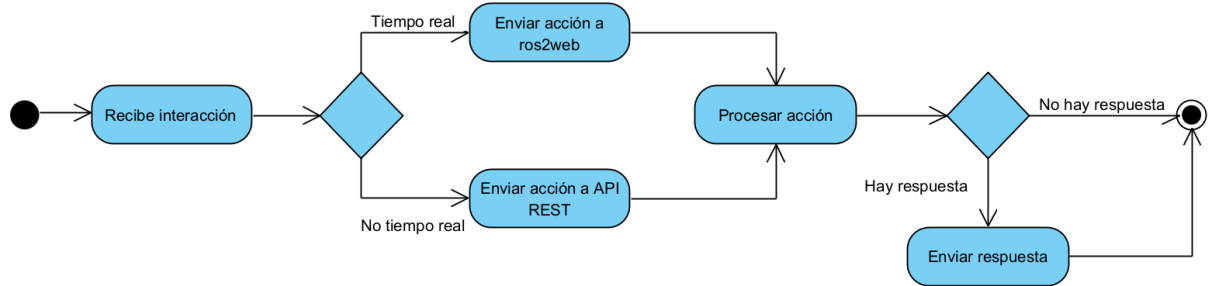 Recibe interacción
Tiempo real
Enviar acción a
ros2web
No tiempo real
Enviar acción a API
REST
Procesar acción
No hay respuesta
Hay respuesta
Enviar respuesta